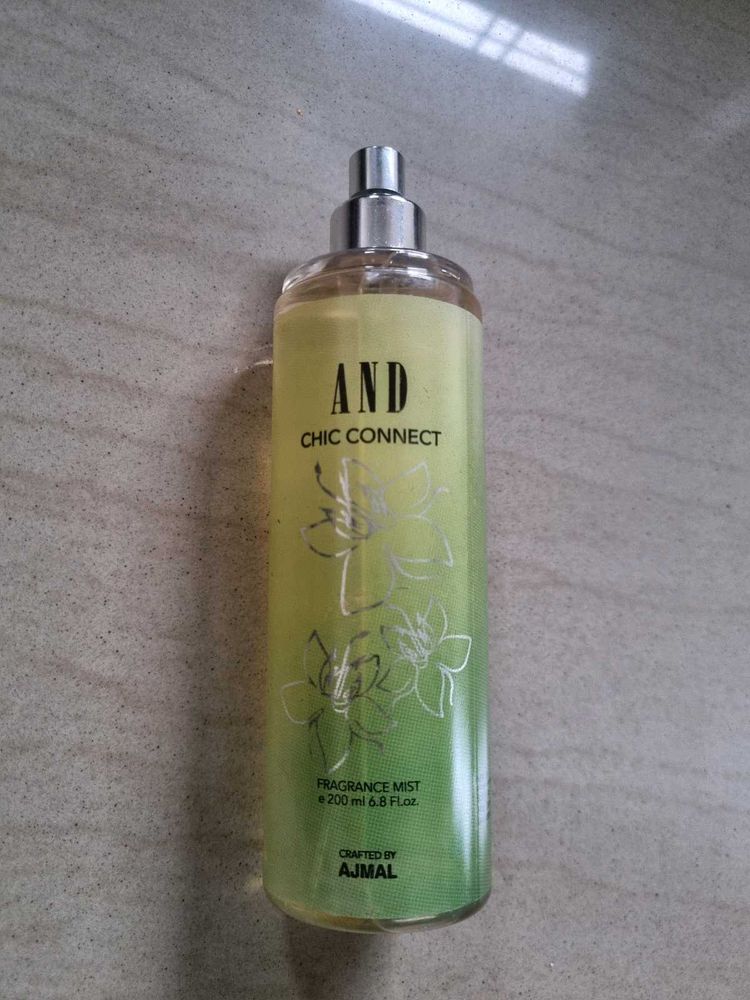 AND
CHIC CONNECT
FRAGRANCE MIST
e 200 ml 6.8 Fl.oz.
CRAFTED BY
AJMAL